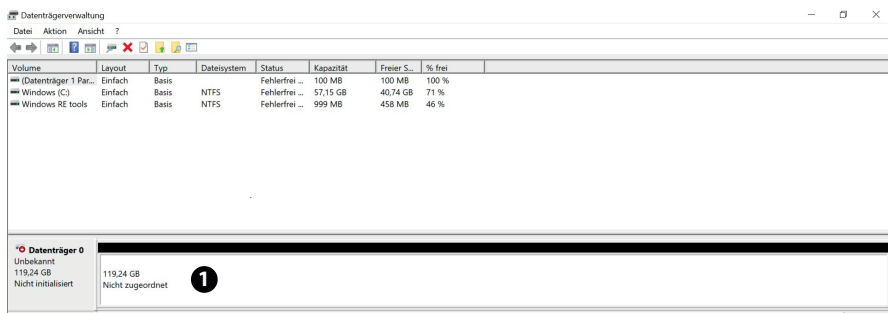 Datenträgerverwaltung
Datei Aktion Ansicht ?
Volume Layout Typ Dateisystem Status Kapazität Freier S... % frei
(Datenträger 1 Par... Einfach Basis Fehlerfrei ... 100 MB 100 MB 100 %
Windows (C:) Einfach Basis NTFS Fehlerfrei ... 57,15 GB 40,74 GB 71 %
Windows RE tools Einfach Basis NTFS Fehlerfrei ... 999 MB 458 MB 46 %
Datenträger 0
Unbekannt
119,24 GB
Nicht initialisiert
119,24 GB
Nicht zugeordnet
1